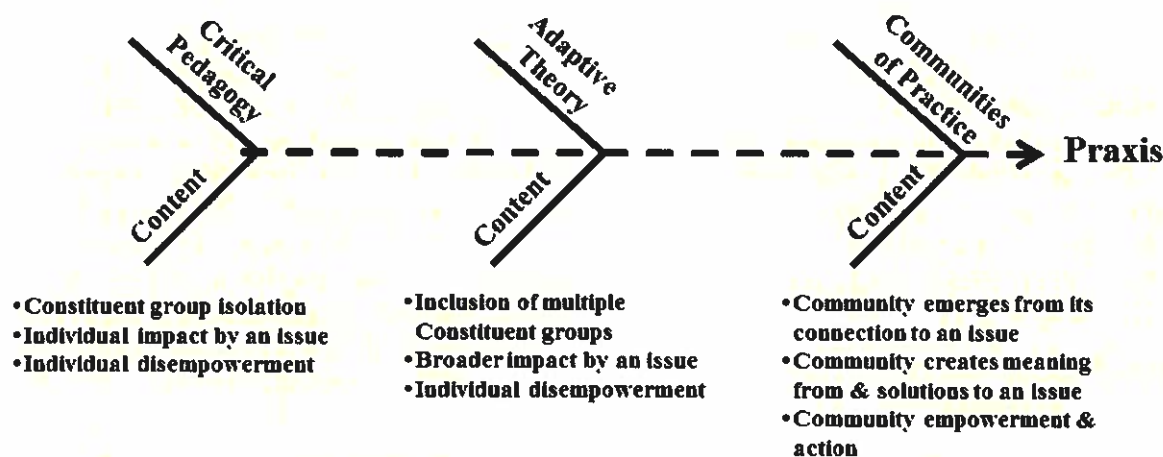 Critical
Pedagogy
Adaptive
Theory
Communities
of Practice
Praxis
Content
Content
Content
•Constituent group isolation
•Individual impact by an issue
•Individual disempowerment
•Inclusion of multiple
Constituent groups
•Broader impact by an issue
•Individual disempowerment
•Community emerges from its
connection to an issue
•Community creates meaning
from & solutions to an issue
•Community empowerment &
action